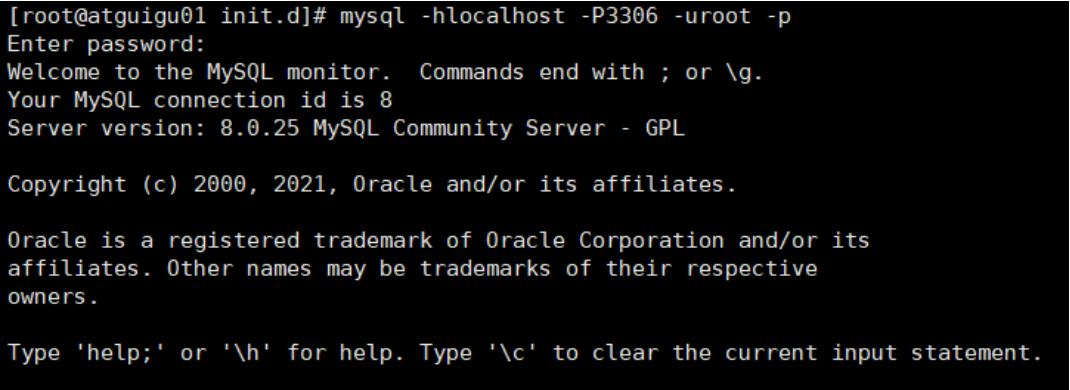 [root@atguigu01 init.d]# mysql -hlocalhost -P3306 -uroot -p
Enter password:
Welcome to the MySQL monitor.  Commands end with ; or \g.
Your MySQL connection id is 8
Server version: 8.0.25 MySQL Community Server - GPL
Copyright (c) 2000, 2021, Oracle and/or its affiliates.
Oracle is a registered trademark of Oracle Corporation and/or its
affiliates. Other names may be trademarks of their respective
owners.
Type 'help;' or '\h' for help. Type '\c' to clear the current input statement.